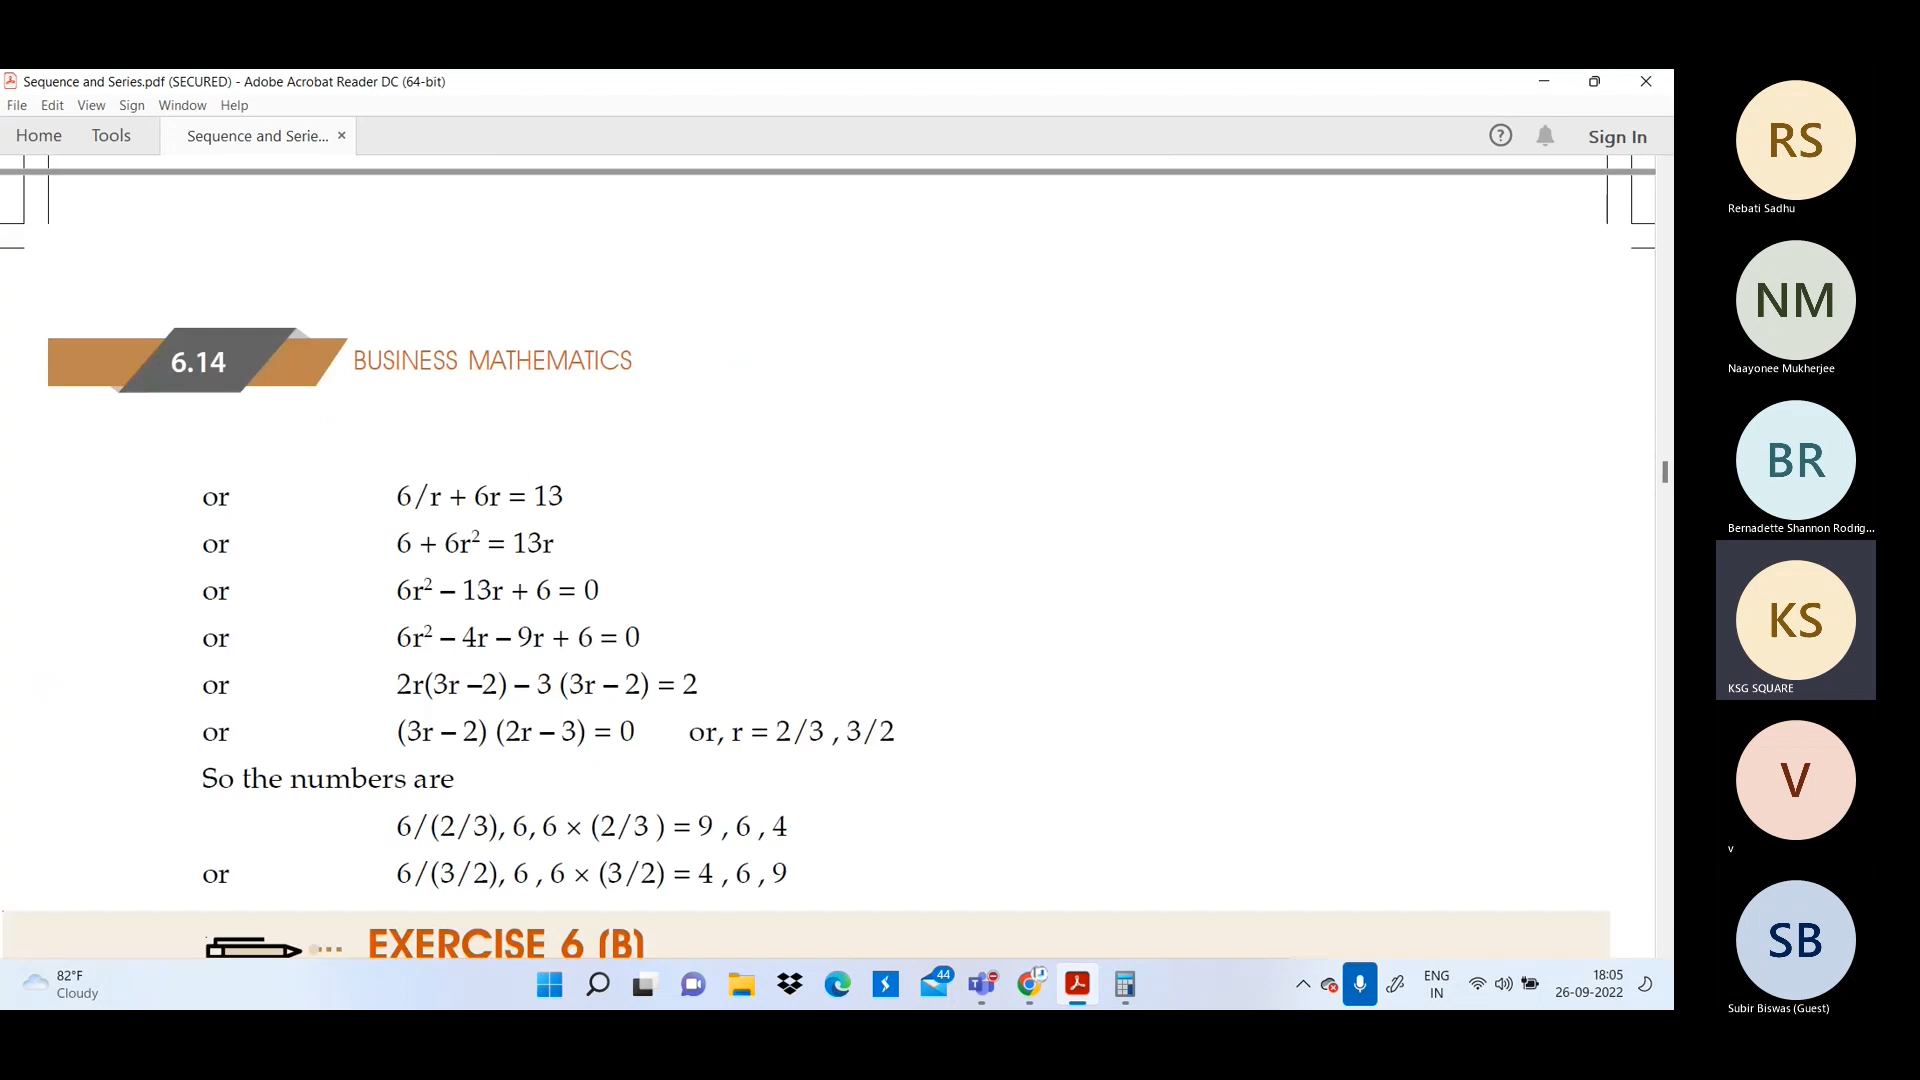 Sequence and Series.pdf (SECURED) - Adobe Acrobat Reader DC (64-bit)
File Edit View Sign Window Help
Home Tools Sequence and Serie... × Sign In
6.14 BUSINESS MATHEMATICS
or 6/r + 6r = 13
or 6 + 6r² = 13r
or 6r² – 13r + 6 = 0
or 6r² – 4r – 9r + 6 = 0
or 2r(3r –2) – 3 (3r – 2) = 2
or (3r – 2) (2r – 3) = 0 or, r = 2/3 , 3/2
So the numbers are
6/(2/3), 6, 6 × (2/3 ) = 9 , 6 , 4
or 6/(3/2), 6 , 6 × (3/2) = 4 , 6 , 9
EXERCISE 6 (B)
82°F
Cloudy
44
ENG
IN
18:05
26-09-2022
RS
Rebati Sadhu
NM
Naayonee Mukherjee
BR
Bernadette Shannon Rodrig...
KS
KSG SQUARE
V
v
SB
Subir Biswas (Guest)